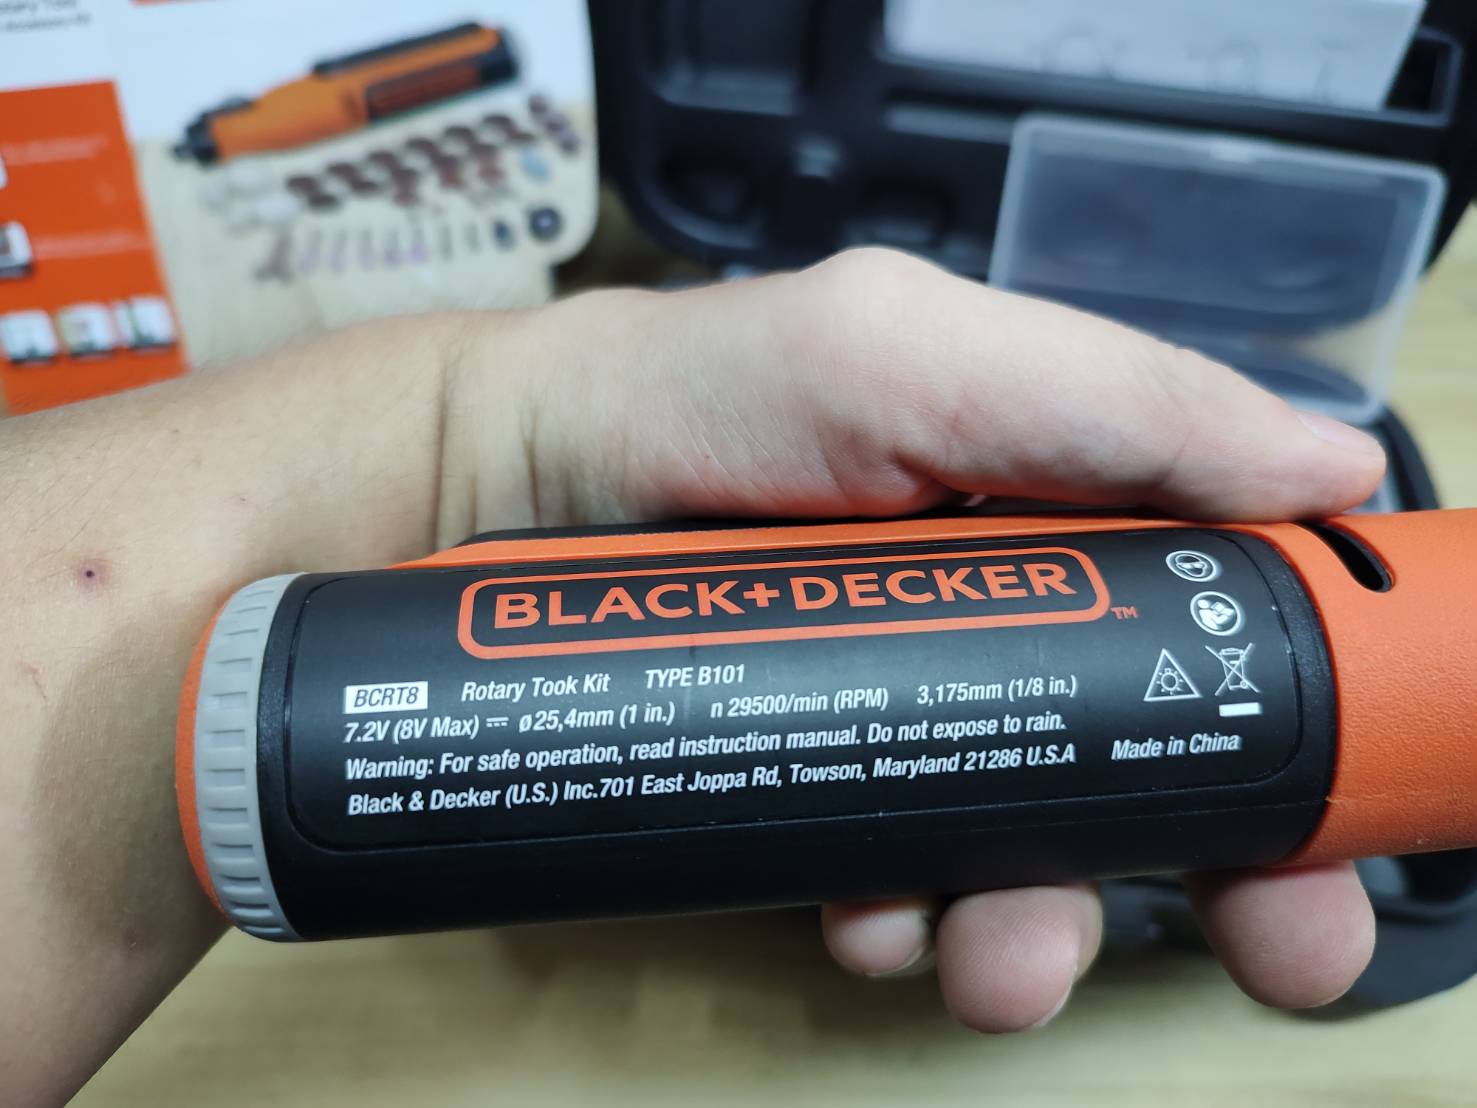 BLACK+DECKER™
BCRT8 Rotary Took Kit TYPE B101
7.2V (8V Max) ⎓ ø25,4mm (1 in.) n 29500/min (RPM) 3,175mm (1/8 in.)
Warning: For safe operation, read instruction manual. Do not expose to rain.
Black & Decker (U.S.) Inc.701 East Joppa Rd, Towson, Maryland 21286 U.S.A
Made in China